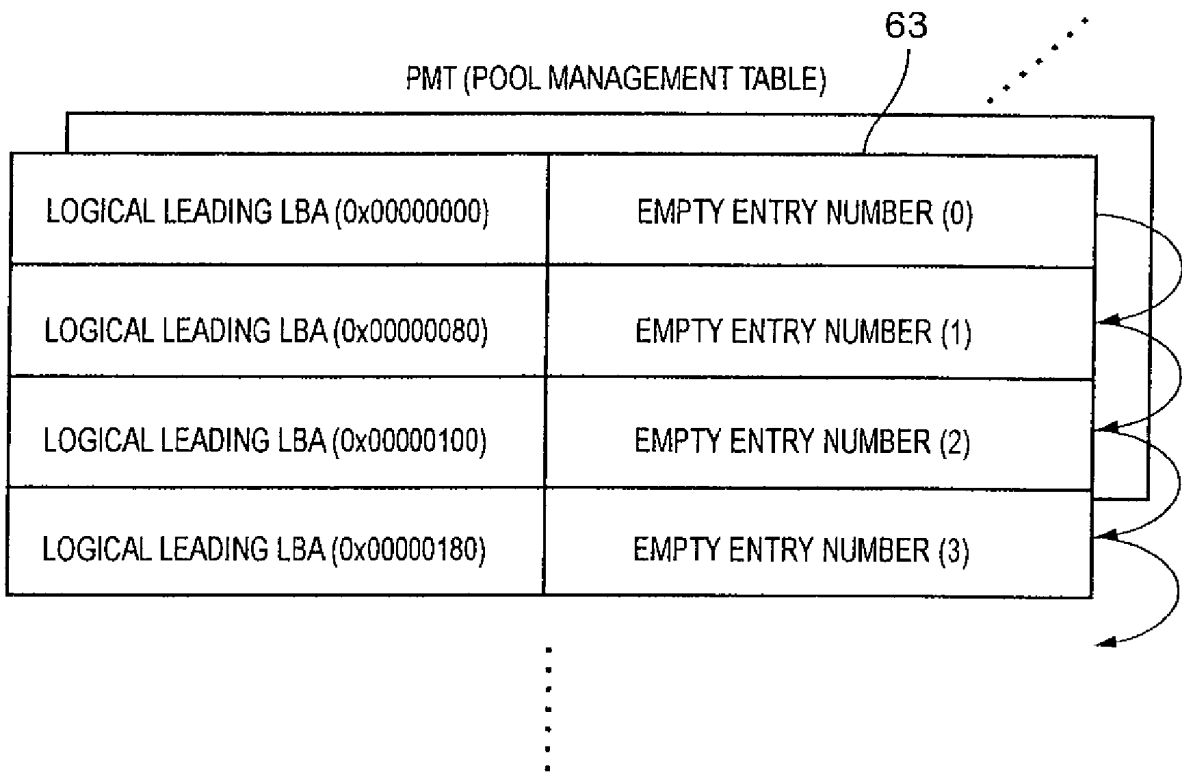 63
PMT (POOL MANAGEMENT TABLE)
LOGICAL LEADING LBA (0x00000000) EMPTY ENTRY NUMBER (0)
LOGICAL LEADING LBA (0x00000080) EMPTY ENTRY NUMBER (1)
LOGICAL LEADING LBA (0x00000100) EMPTY ENTRY NUMBER (2)
LOGICAL LEADING LBA (0x00000180) EMPTY ENTRY NUMBER (3)